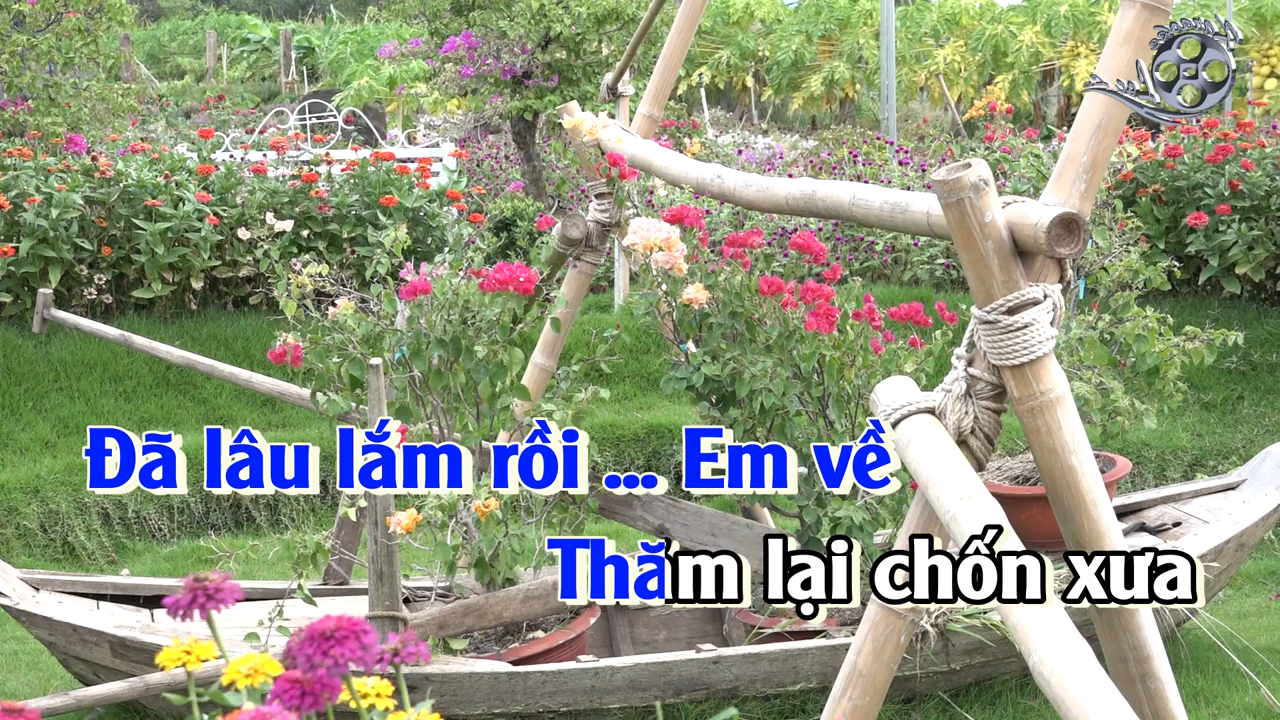 Đã lâu lắm rồi ... Em về
Thăm lại chốn xưa